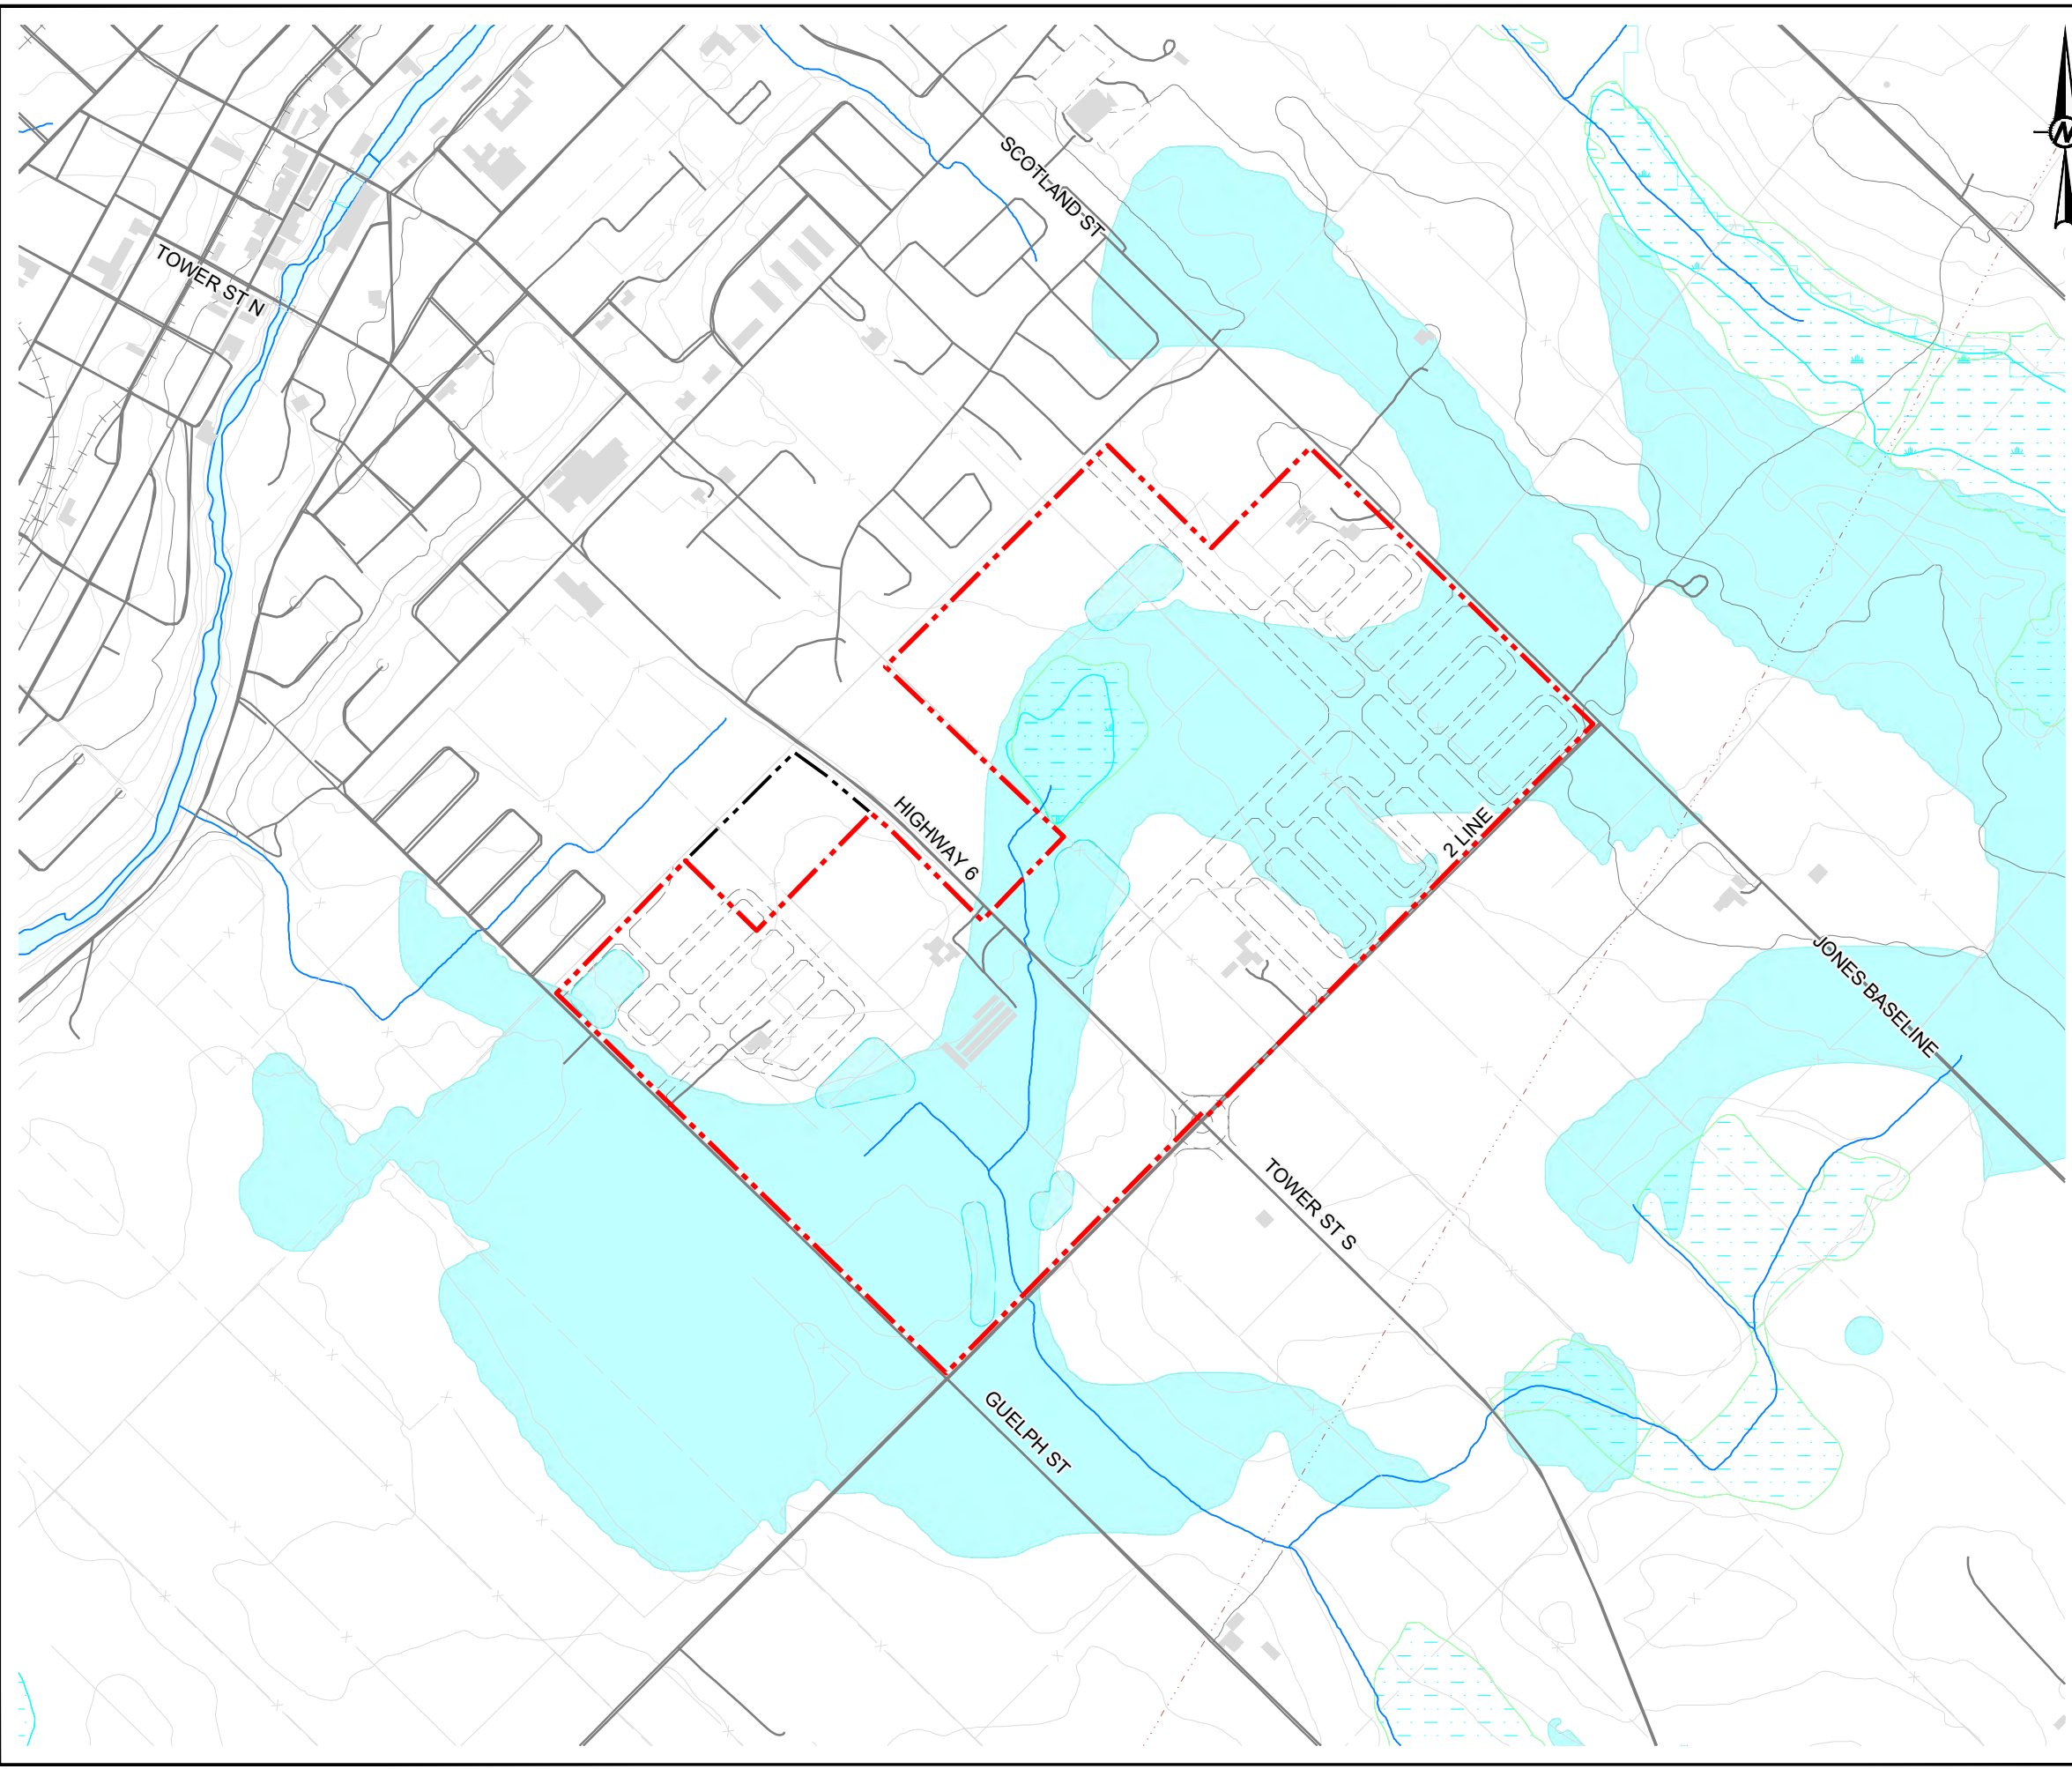 N
SCOTLAND ST
TOWER ST N
HIGHWAY 6
2 LINE
JONES BASELINE
TOWER ST S
GUELPH ST